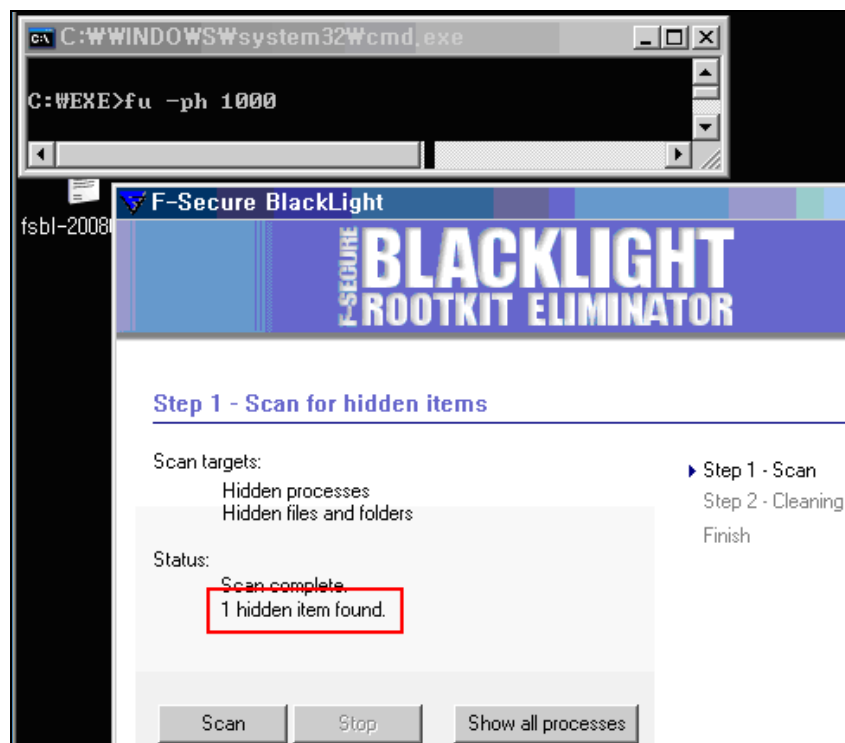 C:₩WINDOWS₩system32₩cmd.exe
C:₩EXE>fu -ph 1000
fsbl-2008
F-Secure BlackLight
F-SECURE
BLACKLIGHT
ROOTKIT ELIMINATOR
Step 1 - Scan for hidden items
Scan targets:
Hidden processes
Hidden files and folders
Status:
Scan complete.
1 hidden item found.
Step 1 - Scan
Step 2 - Cleaning
Finish
Scan
Stop
Show all processes